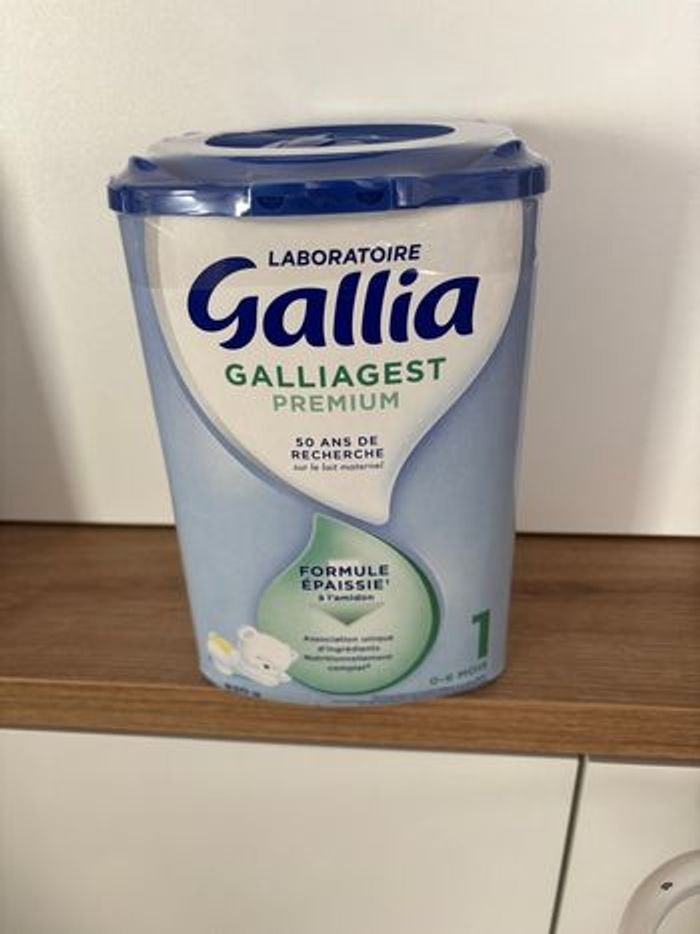 LABORATOIRE
Gallia
GALLIAGEST
PREMIUM
50 ANS DE
RECHERCHE
sur le lait maternel
FORMULE
ÉPAISSIE¹
à l'amidon
Association unique
d'ingrédients
Nutritionnellement
complet
1
0-6 MOIS